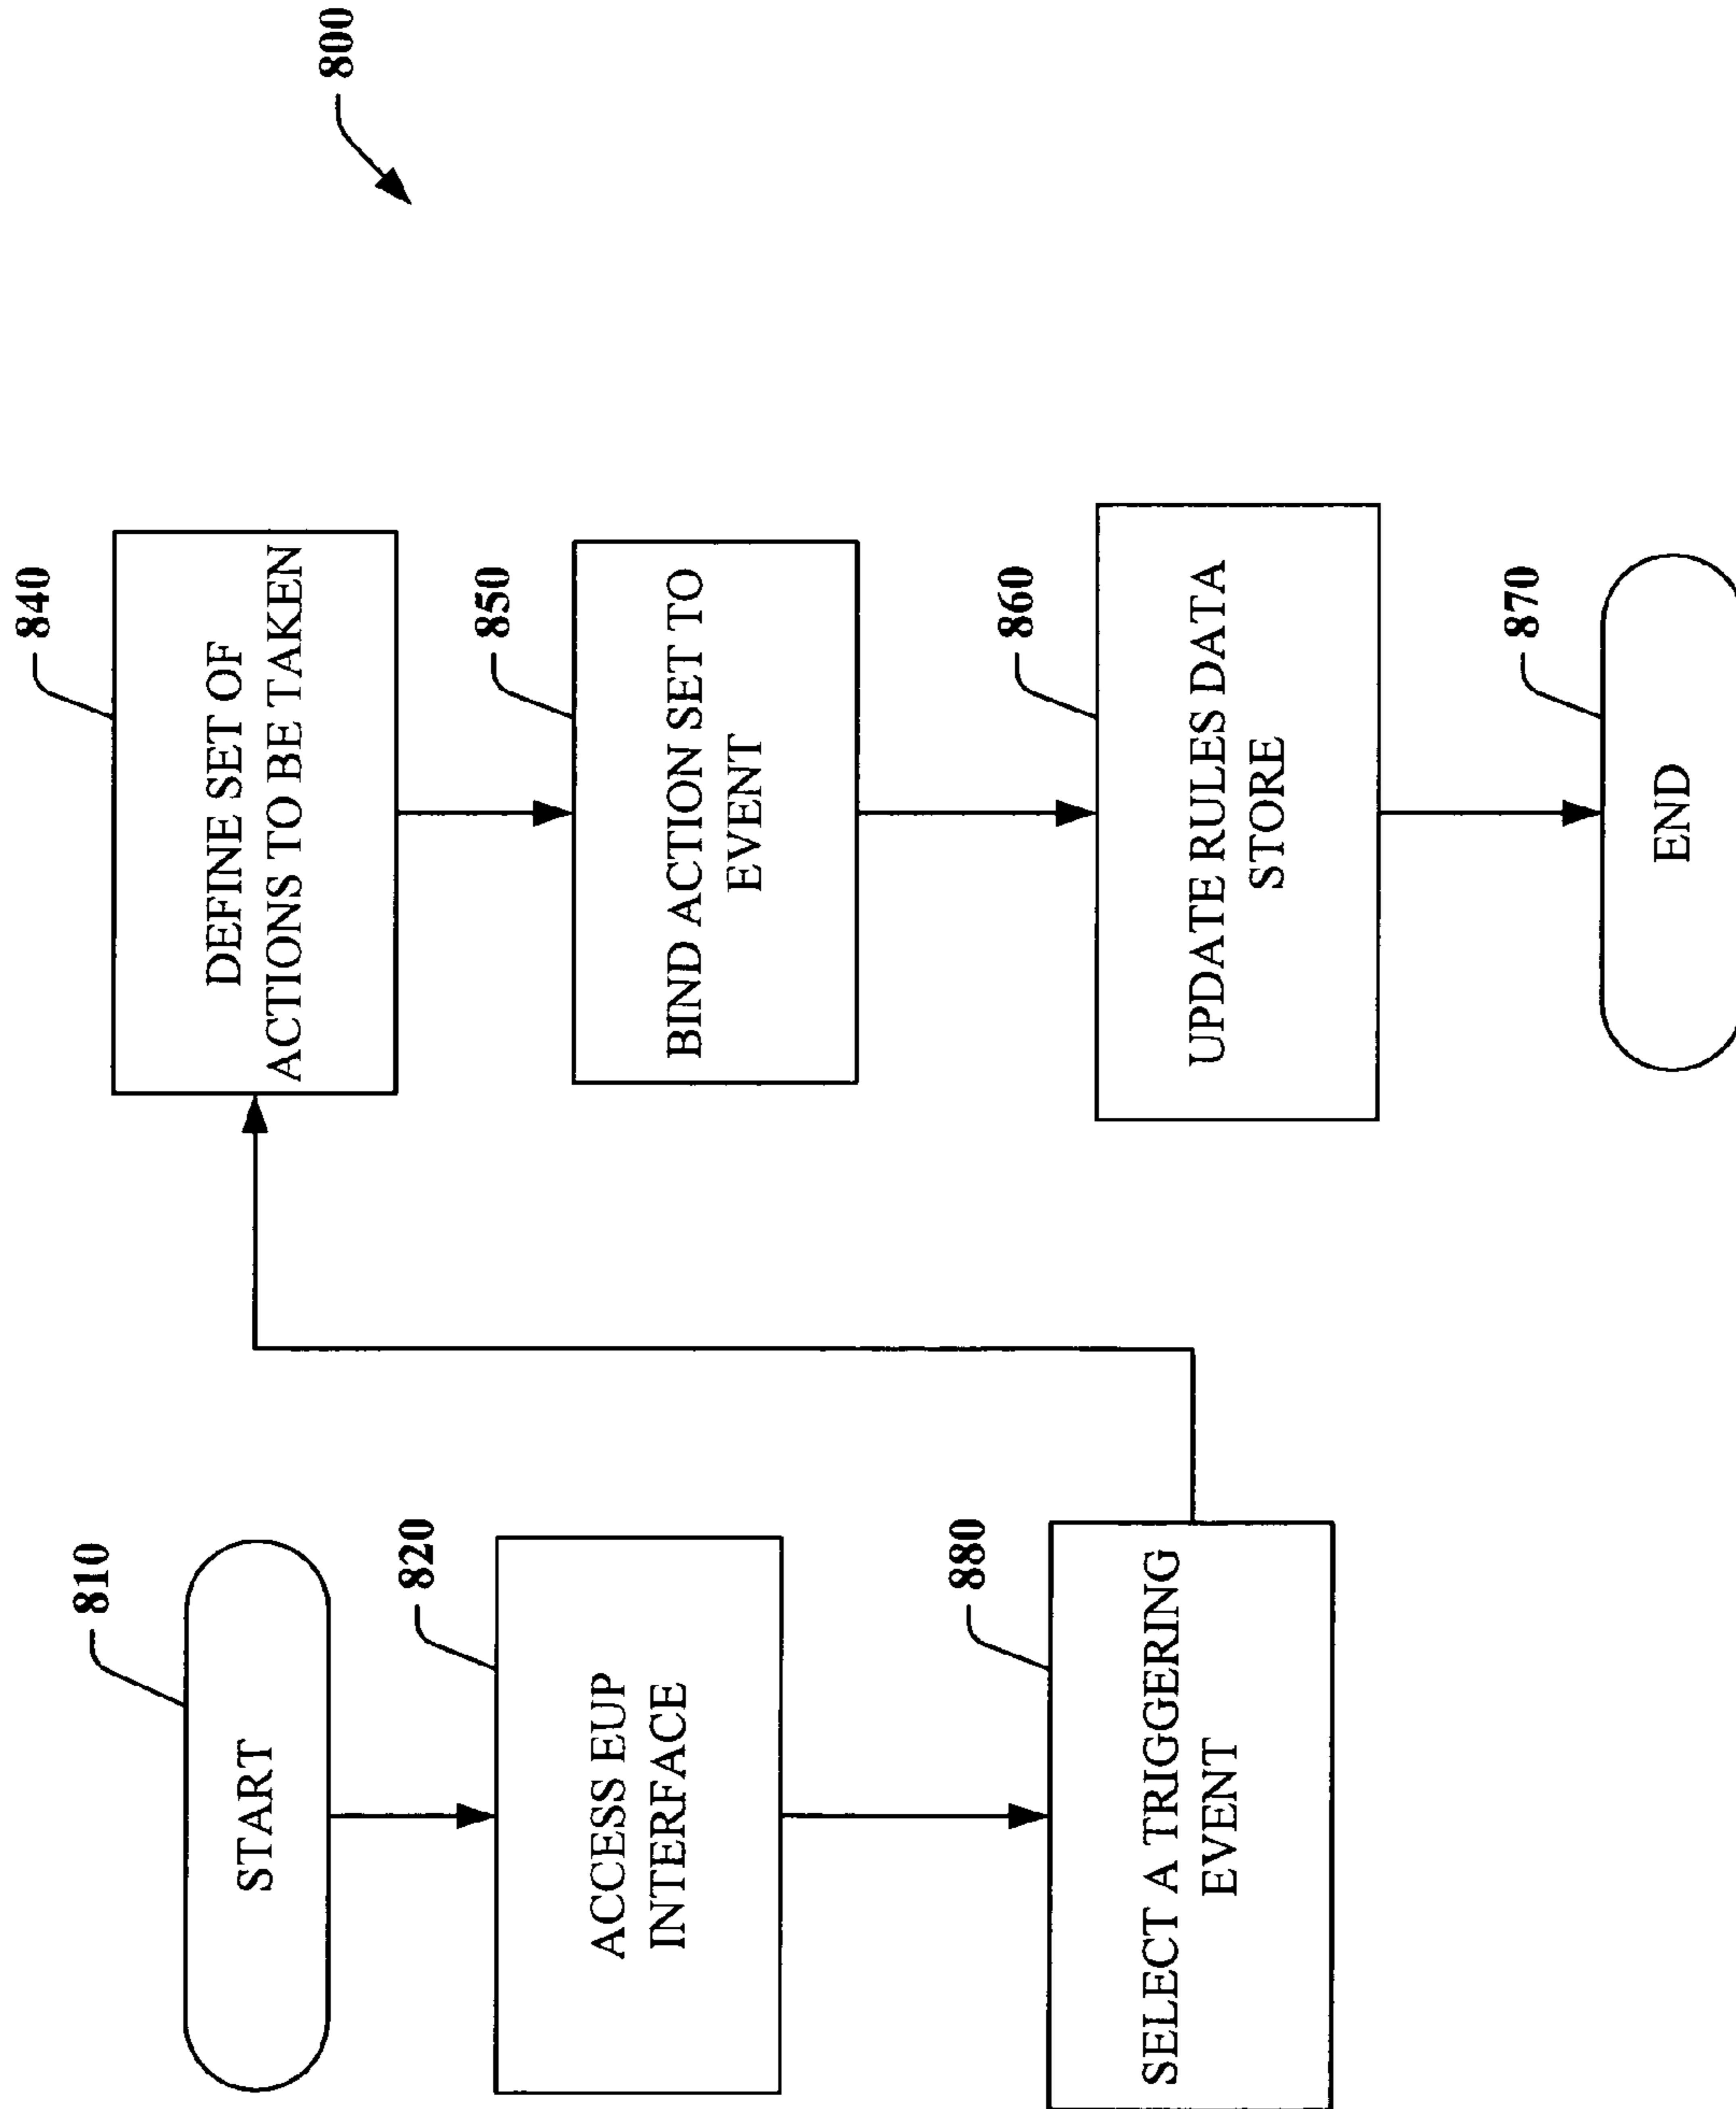 800
810
START
820
ACCESS EUP
INTERFACE
880
SELECT A TRIGGERING
EVENT
840
DEFINE SET OF
ACTIONS TO BE TAKEN
850
BIND ACTION SET TO
EVENT
860
UPDATE RULES DATA
STORE
870
END